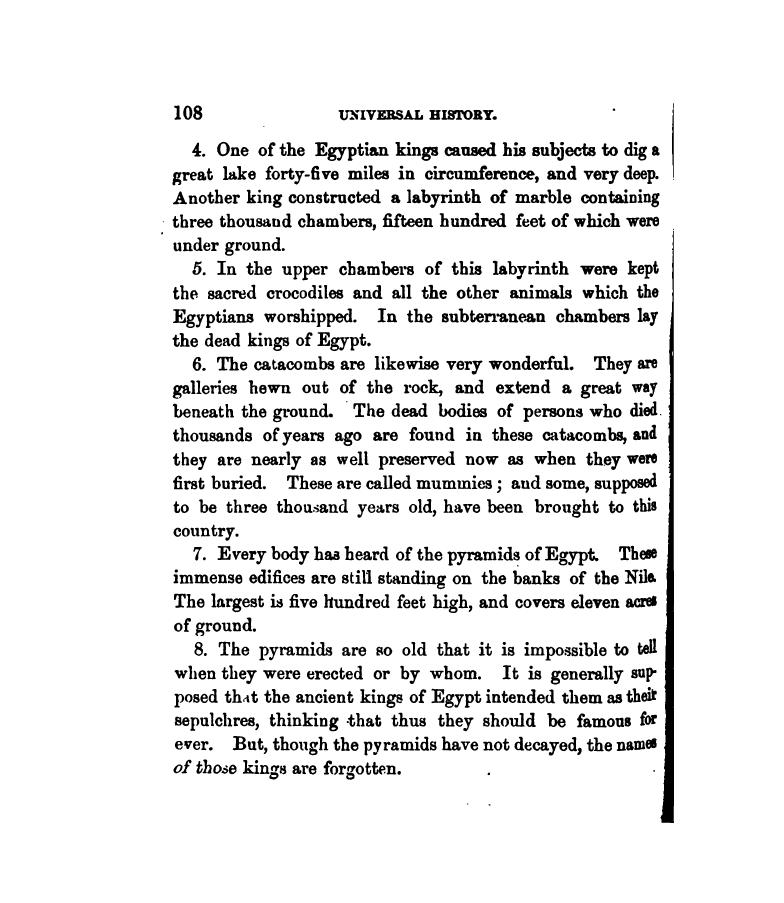 108 UNIVERSAL HISTORY.
4. One of the Egyptian kings caused his subjects to dig a
great lake forty-five miles in circumference, and very deep.
Another king constructed a labyrinth of marble containing
three thousand chambers, fifteen hundred feet of which were
under ground.
5. In the upper chambers of this labyrinth were kept
the sacred crocodiles and all the other animals which the
Egyptians worshipped. In the subterranean chambers lay
the dead kings of Egypt.
6. The catacombs are likewise very wonderful. They are
galleries hewn out of the rock, and extend a great way
beneath the ground. The dead bodies of persons who died
thousands of years ago are found in these catacombs, and
they are nearly as well preserved now as when they were
first buried. These are called mummies ; and some, supposed
to be three thousand years old, have been brought to this
country.
7. Every body has heard of the pyramids of Egypt. These
immense edifices are still standing on the banks of the Nile.
The largest is five hundred feet high, and covers eleven acres
of ground.
8. The pyramids are so old that it is impossible to tell
when they were erected or by whom. It is generally sup-
posed that the ancient kings of Egypt intended them as their
sepulchres, thinking that thus they should be famous for
ever. But, though the pyramids have not decayed, the names
of those kings are forgotten.